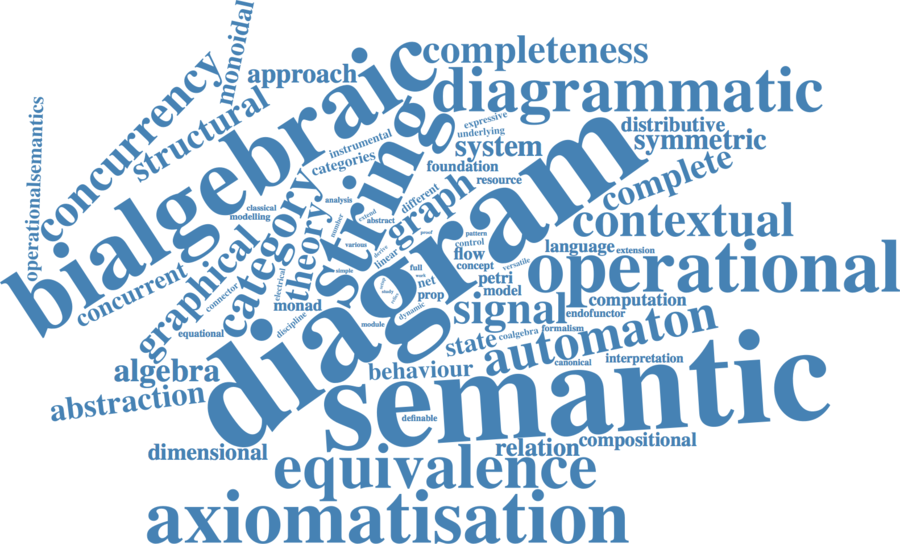 monoidal
completeness
approach
diagrammatic
concurrency
structural
bialgebraic
string
expressive
underlying
distributive
symmetric
operationalsemantics
instrumental
categories
system
foundation
resource
complete
diagram
analysis
different
graph
classical
modelling
extend
abstract
number
contextual
category
theory
various
proof
pattern
control
flow
language
extension
concurrent
graphical
derive
linear
concept
versatile
operational
simple
full
work
net
petri
model
electrical
connector
monad
study
prop
signal
computation
endofunctor
dynamic
discipline
module
equational
state
coalgebra
formalism
automaton
algebra
behaviour
canonical
interpretation
abstraction
semantic
definable
dimensional
relation
compositional
equivalence
axiomatisation